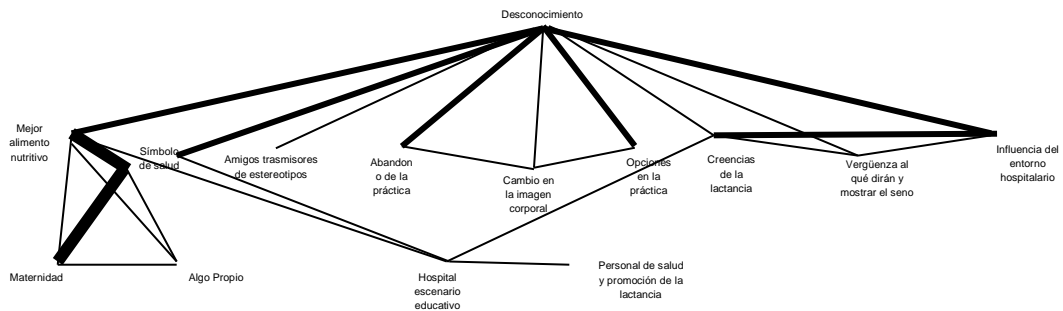 Desconocimiento
Mejor
alimento
nutritivo
Símbolo
de salud
Amigos trasmisores
de estereotipos
Abandon
o de la
práctica
Cambio en
la imagen
corporal
Opciones
en la
práctica
Creencias
de la
lactancia
Vergüenza al
qué dirán y
mostrar el seno
Influencia del
entorno
hospitalario
Maternidad
Algo Propio
Hospital
escenario
educativo
Personal de salud
y promoción de la
lactancia